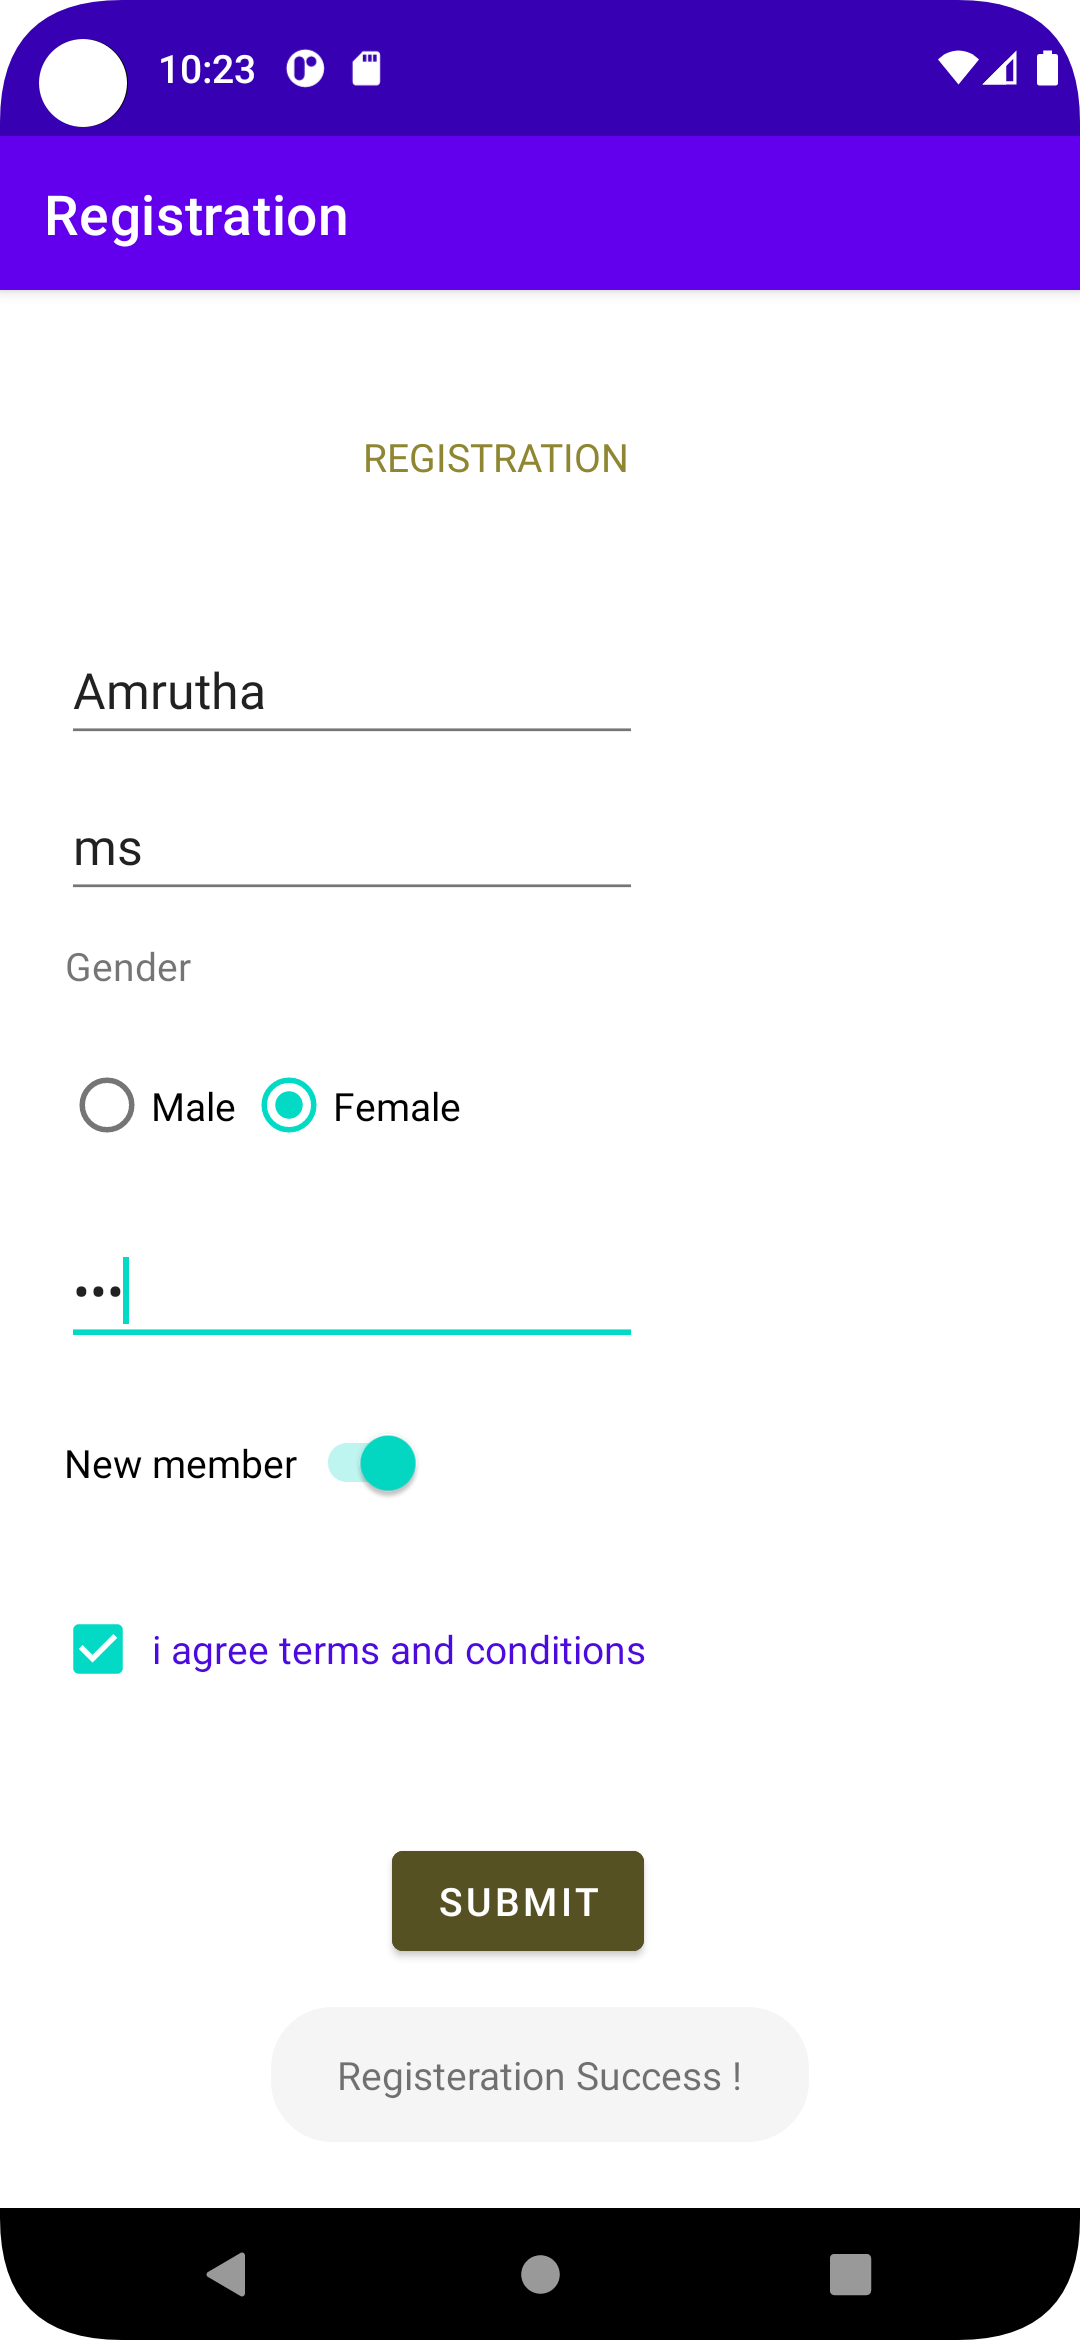 10:23
Registration
REGISTRATION
Amrutha
ms
Gender
Male Female
•••
New member
i agree terms and conditions
SUBMIT
Registeration Success !